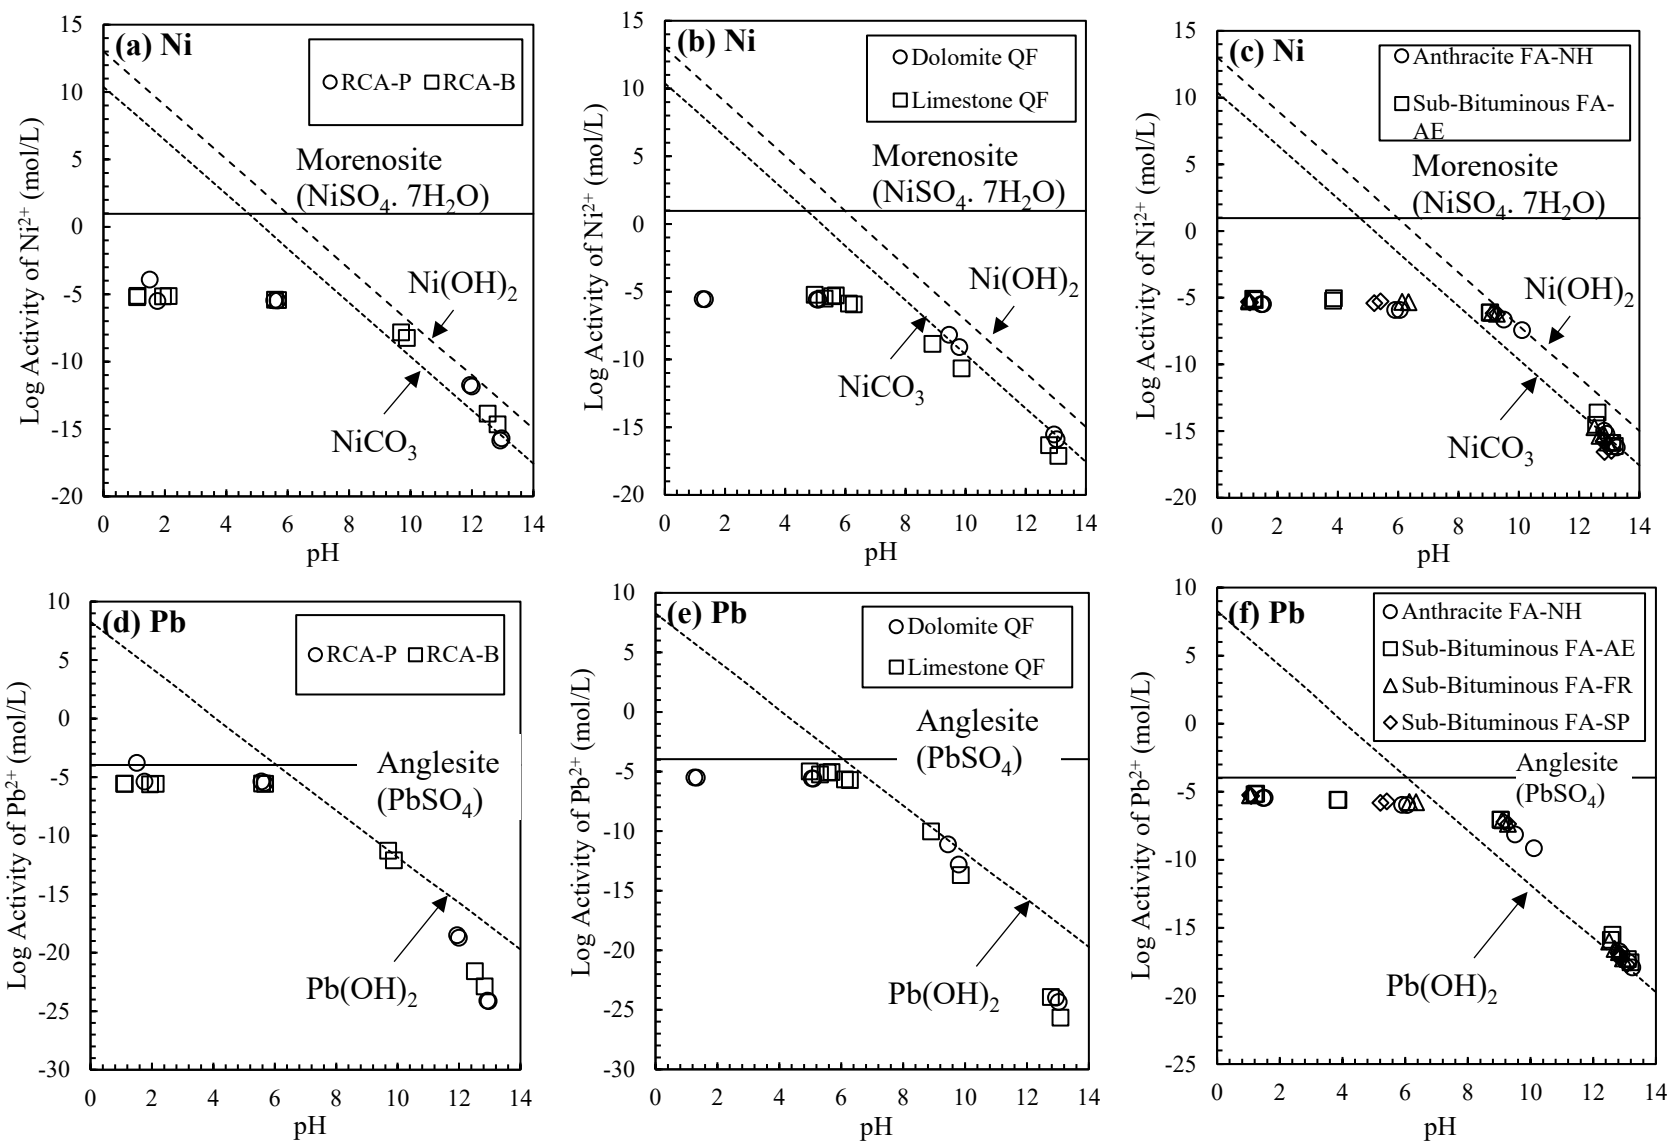 (a) Ni
RCA-P RCA-B
Morenosite
(NiSO4. 7H2O)
Ni(OH)2
NiCO3
Log Activity of Ni2+ (mol/L)
15
10
5
0
-5
-10
-15
-20
0 2 4 6 8 10 12 14
pH
(b) Ni
Dolomite QF
Limestone QF
Morenosite
(NiSO4. 7H2O)
Ni(OH)2
NiCO3
Log Activity of Ni2+ (mol/L)
15
10
5
0
-5
-10
-15
-20
0 2 4 6 8 10 12 14
pH
(c) Ni
Anthracite FA-NH
Sub-Bituminous FA-
AE
Morenosite
(NiSO4. 7H2O)
Ni(OH)2
NiCO3
Log Activity of Ni2+ (mol/L)
15
10
5
0
-5
-10
-15
-20
0 2 4 6 8 10 12 14
pH
(d) Pb
RCA-P RCA-B
Anglesite
(PbSO4)
Pb(OH)2
Log Activity of Pb2+ (mol/L)
10
5
0
-5
-10
-15
-20
-25
-30
0 2 4 6 8 10 12 14
pH
(e) Pb
Dolomite QF
Limestone QF
Anglesite
(PbSO4)
Pb(OH)2
Log Activity of Pb2+ (mol/L)
10
5
0
-5
-10
-15
-20
-25
-30
0 2 4 6 8 10 12 14
pH
(f) Pb
Anthracite FA-NH
Sub-Bituminous FA-AE
Sub-Bituminous FA-FR
Sub-Bituminous FA-SP
Anglesite
(PbSO4)
Pb(OH)2
Log Activity of Pb2+ (mol/L)
10
5
0
-5
-10
-15
-20
-25
0 2 4 6 8 10 12 14
pH